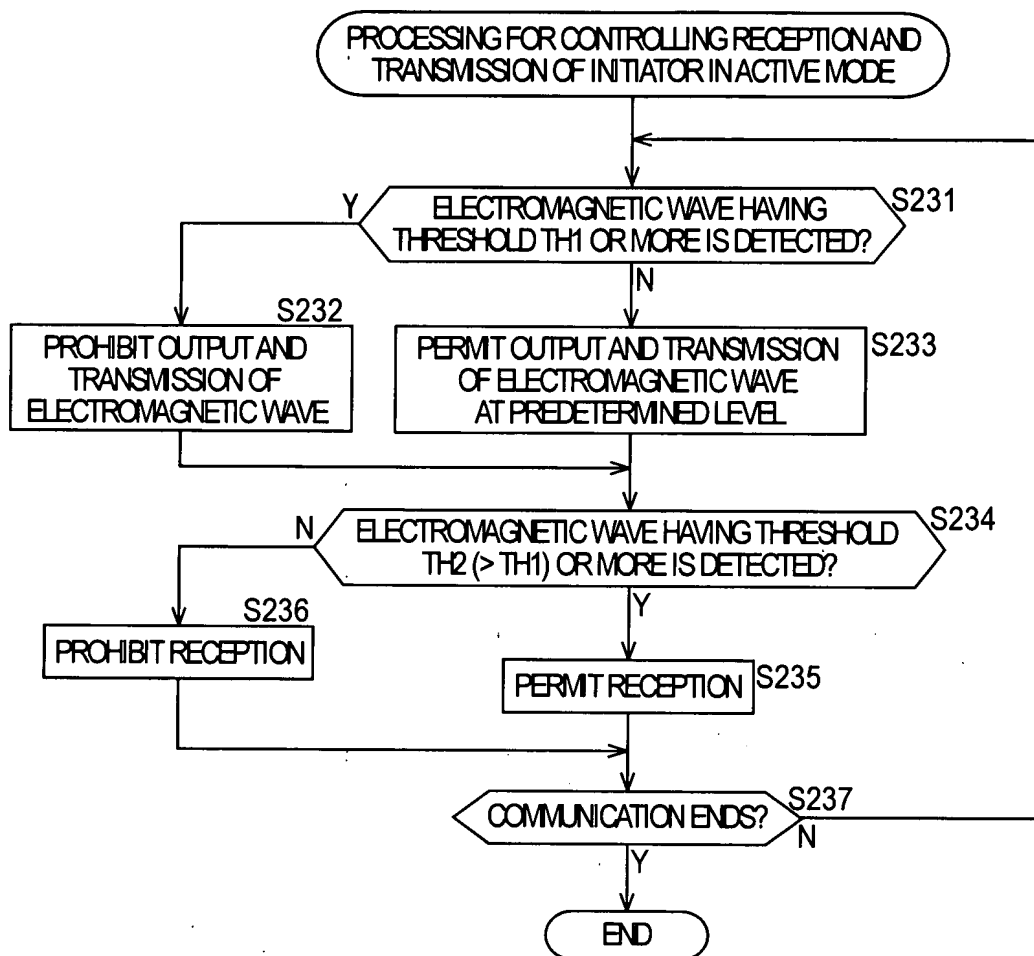 PROCESSING FOR CONTROLLING RECEPTION AND
TRANSMISSION OF INITIATOR IN ACTIVE MODE
S231
Y
ELECTROMAGNETIC WAVE HAVING
THRESHOLD TH1 OR MORE IS DETECTED?
N
S232
PROHIBIT OUTPUT AND
TRANSMISSION OF
ELECTROMAGNETIC WAVE
S233
PERMIT OUTPUT AND TRANSMISSION
OF ELECTROMAGNETIC WAVE
AT PREDETERMINED LEVEL
S234
N
ELECTROMAGNETIC WAVE HAVING THRESHOLD
TH2 (> TH1) OR MORE IS DETECTED?
Y
S236
PROHIBIT RECEPTION
PERMIT RECEPTION
S235
S237
COMMUNICATION ENDS?
N
Y
END